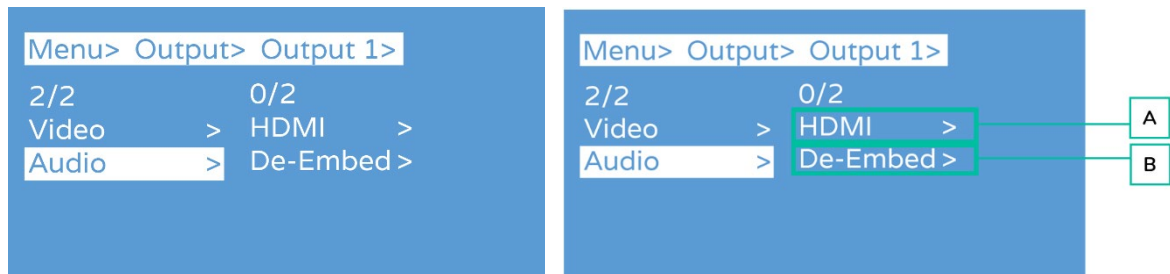 Menu> Output> Output 1>
2/2 0/2
Video > HDMI >
Audio > De-Embed >
Menu> Output> Output 1>
2/2 0/2
Video > HDMI >
Audio > De-Embed >
A
B